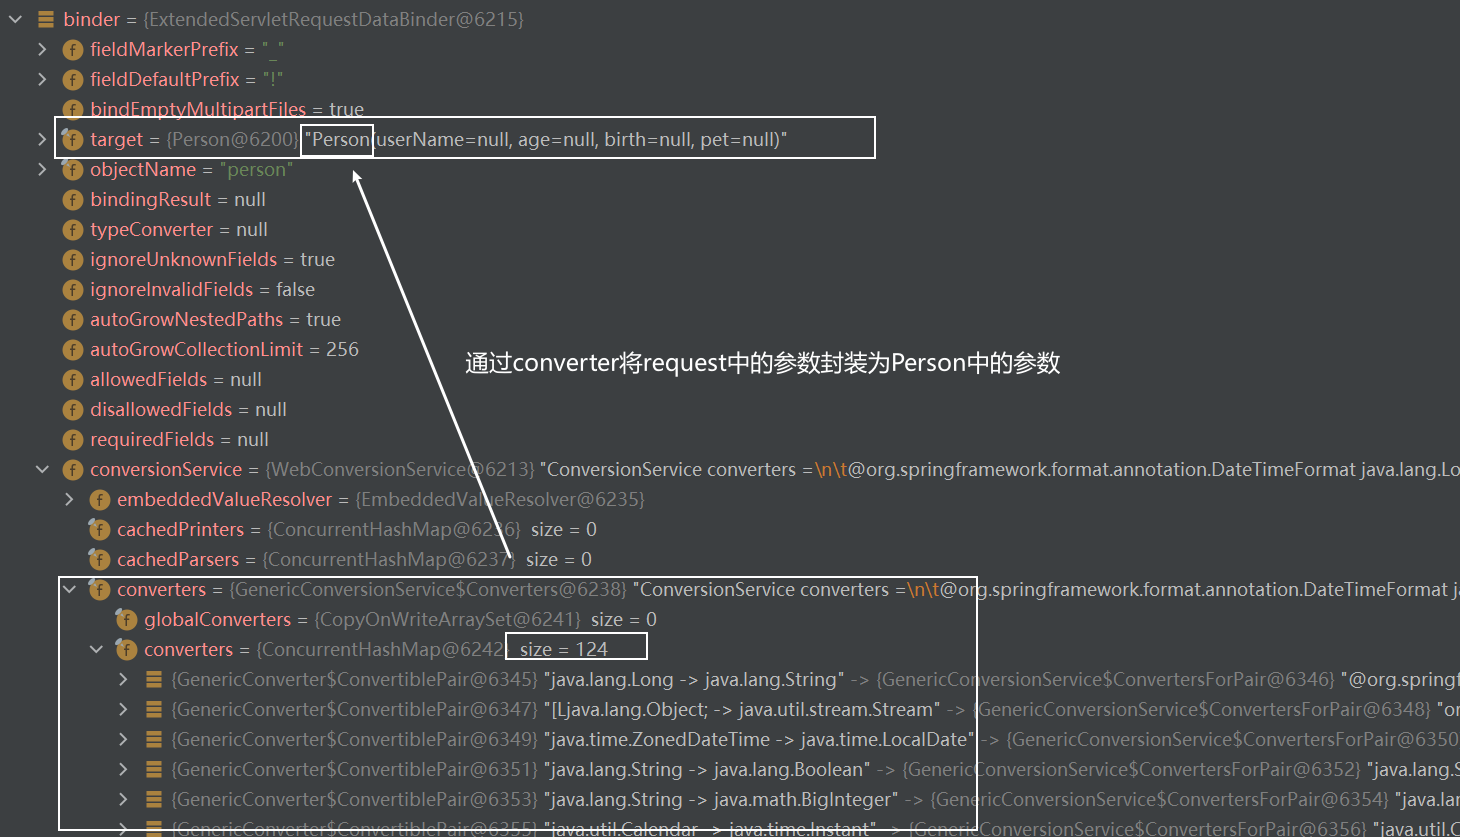 binder = {ExtendedServletRequestDataBinder@6215}
fieldMarkerPrefix = "_"
fieldDefaultPrefix = "!"
bindEmptyMultipartFiles = true
target = {Person@6200} "Person(userName=null, age=null, birth=null, pet=null)"
objectName = "person"
bindingResult = null
typeConverter = null
ignoreUnknownFields = true
ignoreInvalidFields = false
autoGrowNestedPaths = true
autoGrowCollectionLimit = 256
通过converter将request中的参数封装为Person中的参数
allowedFields = null
disallowedFields = null
requiredFields = null
conversionService = {WebConversionService@6213} "ConversionService converters =\n\t@org.springframework.format.annotation.DateTimeFormat java.lang.Lo
embeddedValueResolver = {EmbeddedValueResolver@6235}
cachedPrinters = {ConcurrentHashMap@6236} size = 0
cachedParsers = {ConcurrentHashMap@6237} size = 0
converters = {GenericConversionService$Converters@6238} "ConversionService converters =\n\t@org.springframework.format.annotation.DateTimeFormat ja
globalConverters = {CopyOnWriteArraySet@6241} size = 0
converters = {ConcurrentHashMap@6242} size = 124
{GenericConverter$ConvertiblePair@6345} "java.lang.Long -> java.lang.String" -> {GenericConversionService$ConvertersForPair@6346} "@org.springf
{GenericConverter$ConvertiblePair@6347} "[Ljava.lang.Object; -> java.util.stream.Stream" -> {GenericConversionService$ConvertersForPair@6348} "or
{GenericConverter$ConvertiblePair@6349} "java.time.ZonedDateTime -> java.time.LocalDate" -> {GenericConversionService$ConvertersForPair@6350
{GenericConverter$ConvertiblePair@6351} "java.lang.String -> java.lang.Boolean" -> {GenericConversionService$ConvertersForPair@6352} "java.lang.S
{GenericConverter$ConvertiblePair@6353} "java.lang.String -> java.math.BigInteger" -> {GenericConversionService$ConvertersForPair@6354} "java.lan
{GenericConverter$ConvertiblePair@6355} "java.util.Calendar -> java.time.Instant" -> {GenericConversionService$ConvertersForPair@6356} "java.util.C